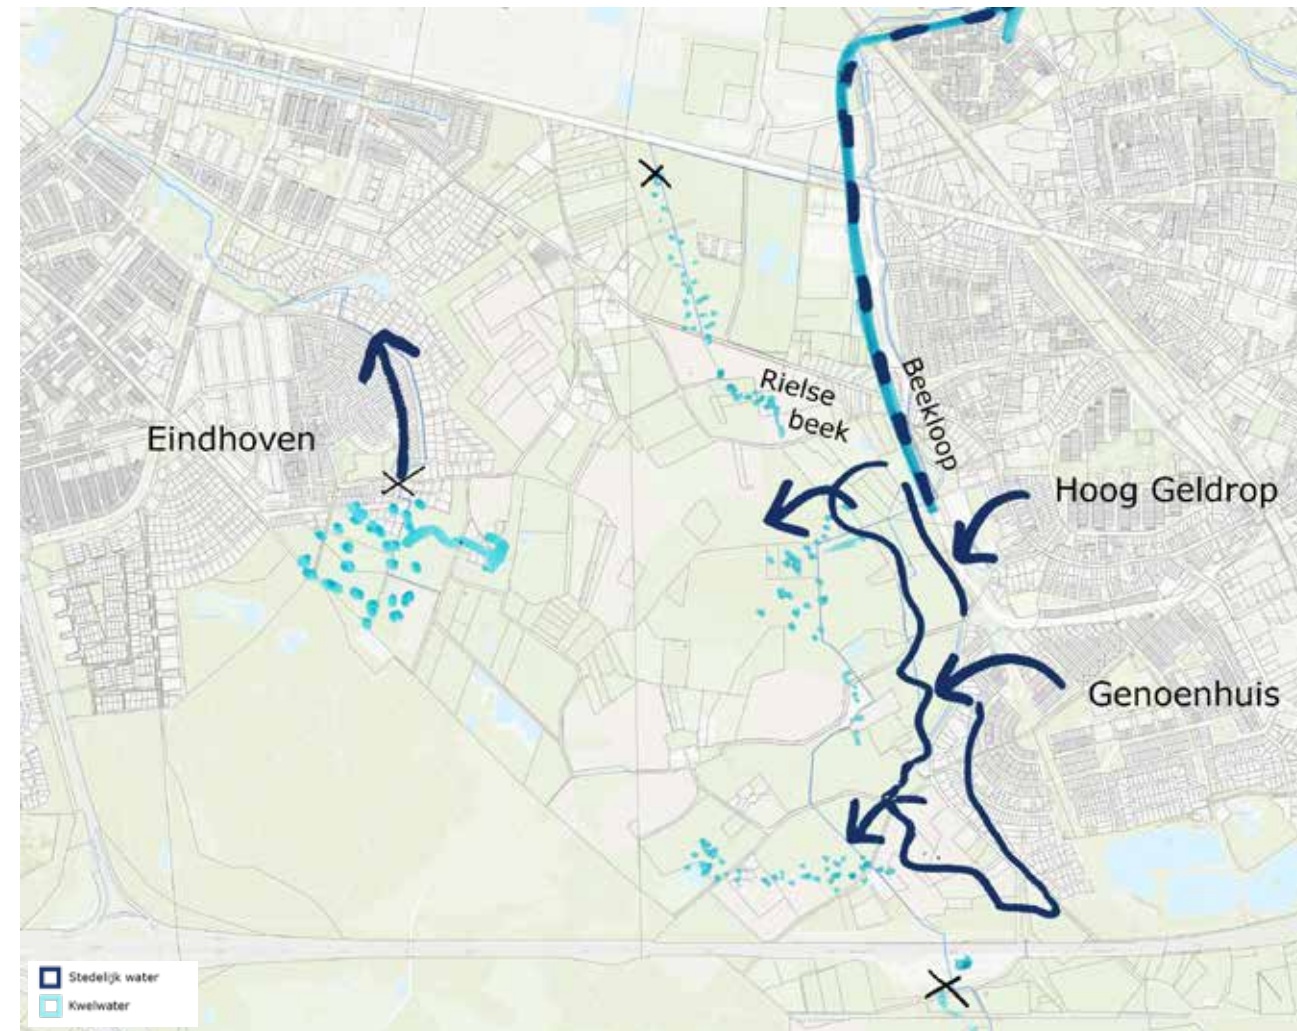 Rielse
beek
Beekloop
Eindhoven
Hoog Geldrop
Genoenhuis
Stedelijk water
Kwelwater